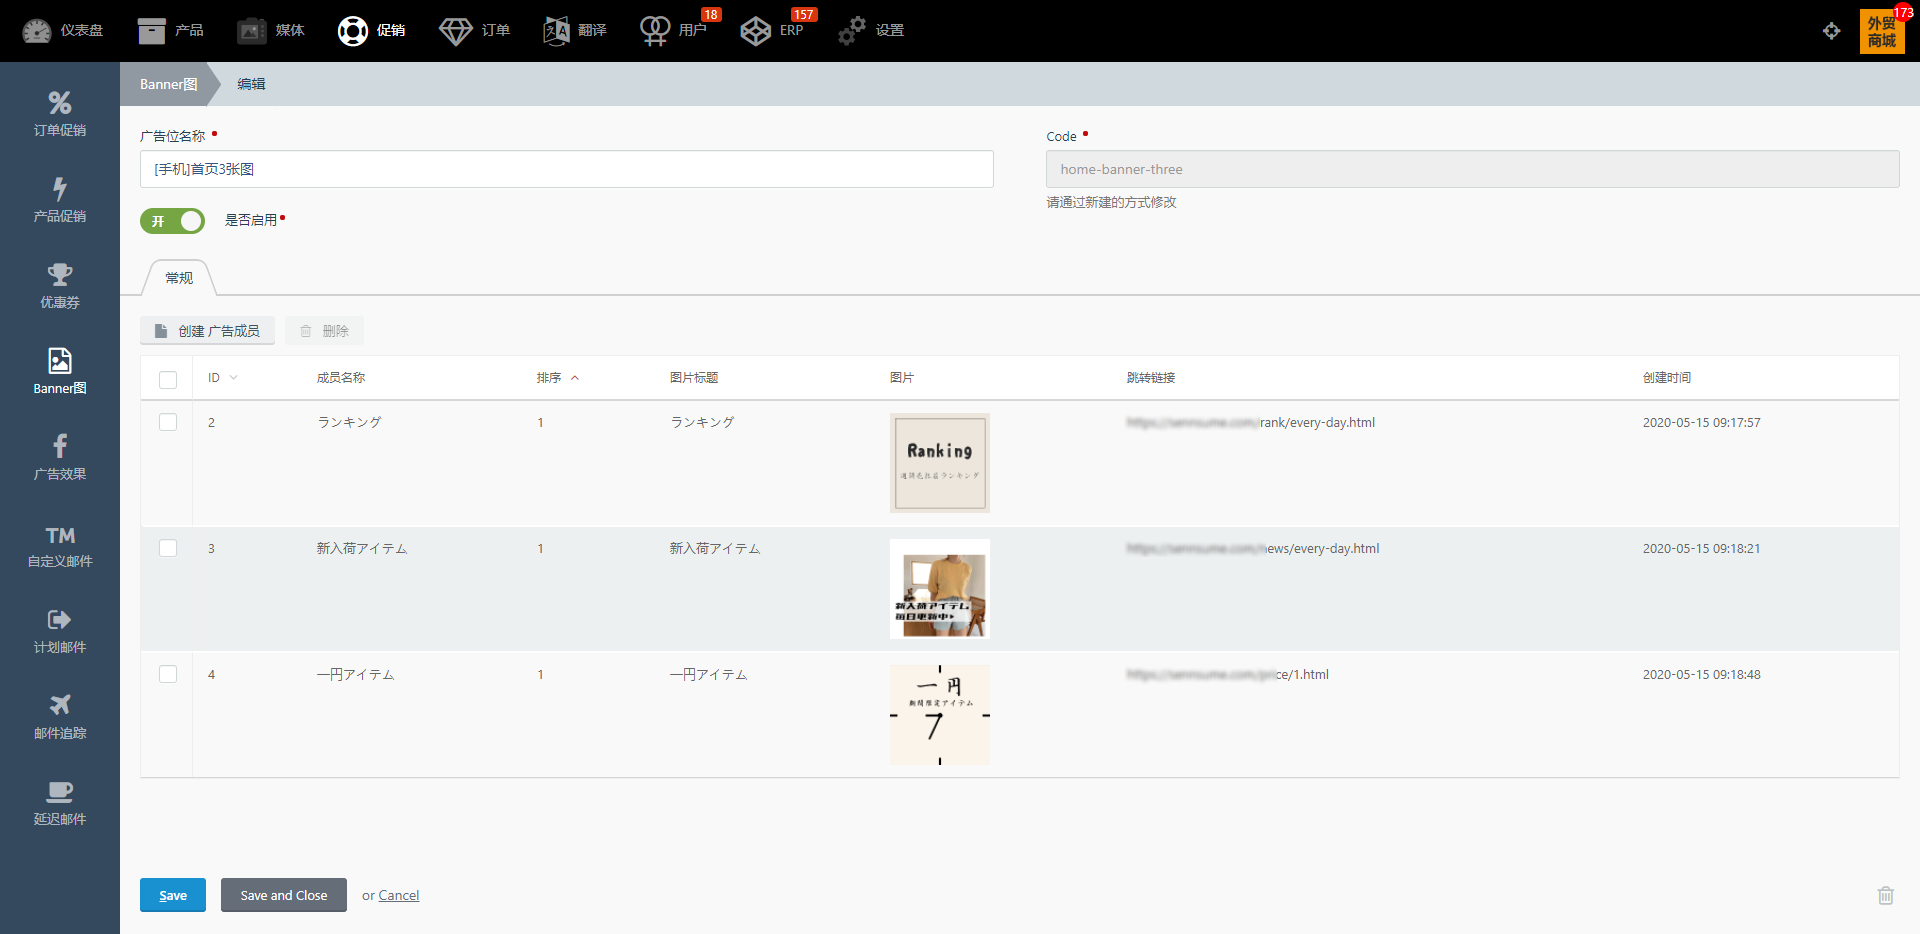 仪表盘 产品 媒体 促销 订单 翻译 用户 18 ERP 157 设置 外贸商城 173
订单促销
产品促销
优惠券
Banner图
广告效果
TM
自定义邮件
计划邮件
邮件追踪
延迟邮件
Banner图 编辑
广告位名称 Code
[手机]首页3张图 home-banner-three
请通过新建的方式修改
开 是否启用
常规
创建 广告成员 删除
ID 成员名称 排序 图片标题 图片 跳转链接 创建时间
2 ランキング 1 ランキング rank/every-day.html 2020-05-15 09:17:57
Ranking
3 新入荷アイテム 1 新入荷アイテム ews/every-day.html 2020-05-15 09:18:21
新入荷アイテム
毎日更新中
4 一円アイテム 1 一円アイテム ce/1.html 2020-05-15 09:18:48
一円
期間限定アイテム
7
Save Save and Close or Cancel